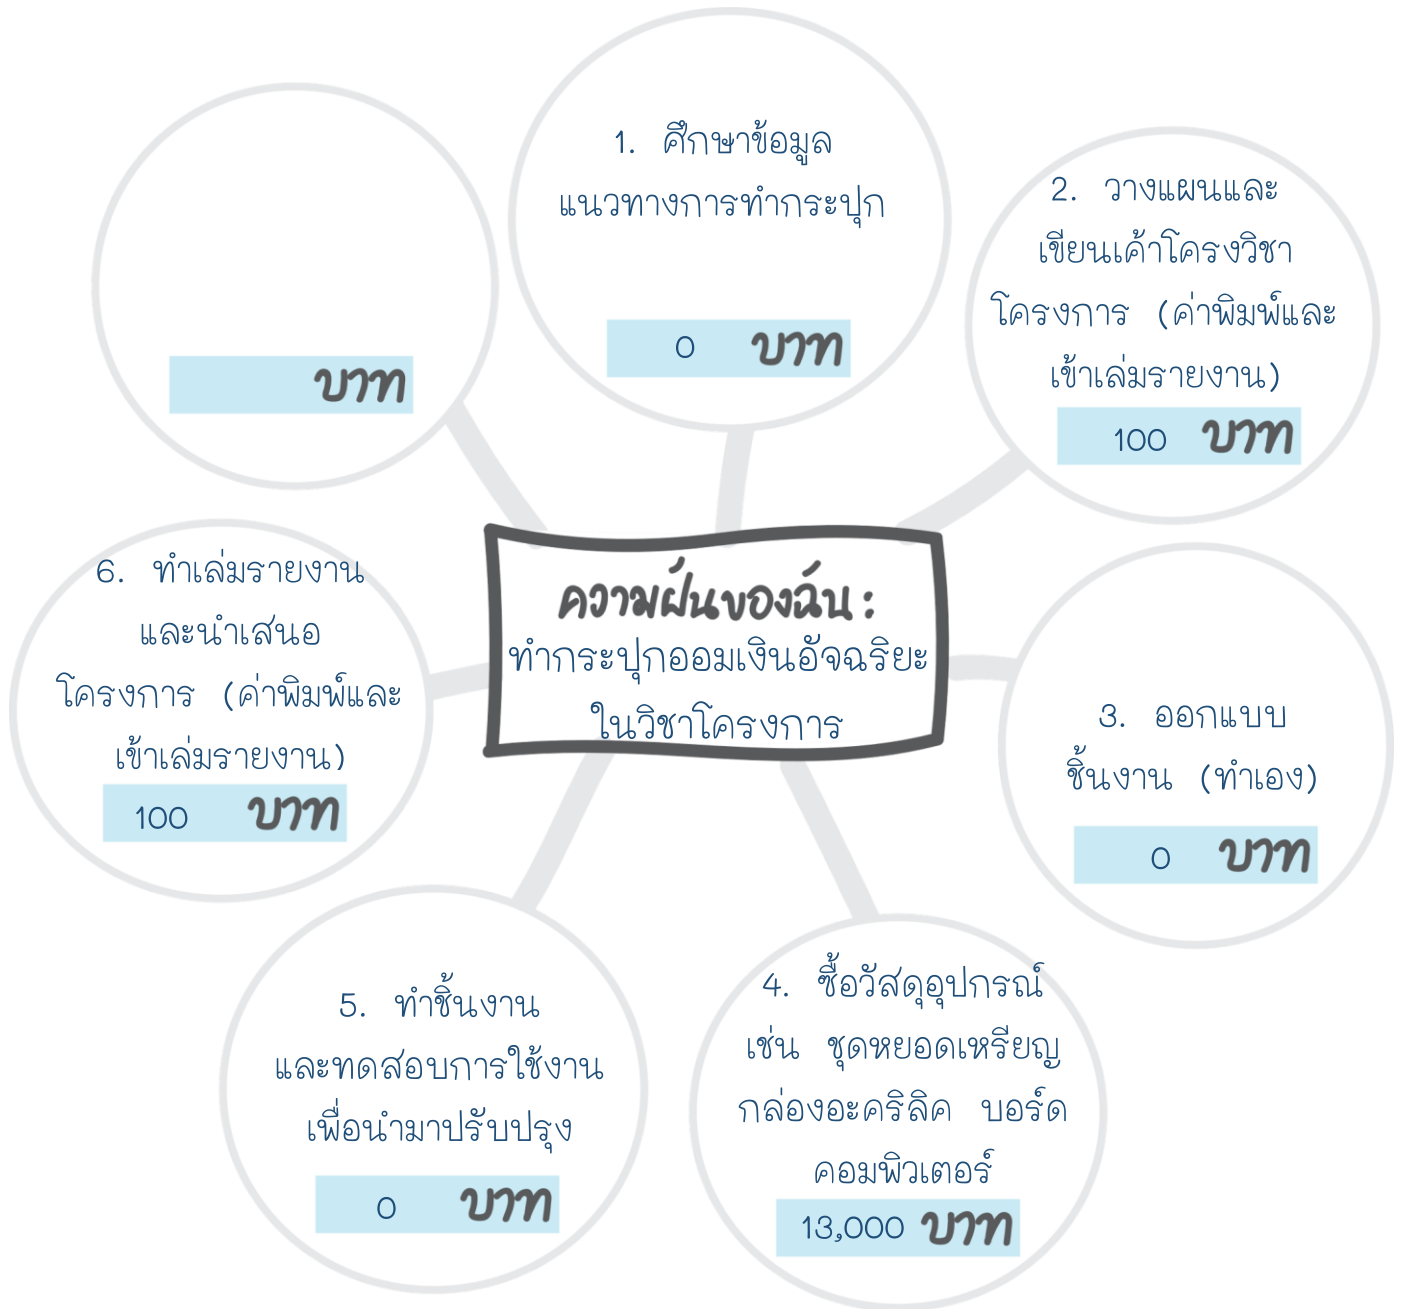 ความฝันของฉัน :
ทำกระปุกออมเงินอัจฉริยะ
ในวิชาโครงการ
1. ศึกษาข้อมูล
แนวทางการทำกระปุก
0 บาท
2. วางแผนและ
เขียนเค้าโครงวิชา
โครงการ (ค่าพิมพ์และ
เข้าเล่มรายงาน)
100 บาท
3. ออกแบบ
ชิ้นงาน (ทำเอง)
0 บาท
4. ซื้อวัสดุอุปกรณ์
เช่น ชุดหยอดเหรียญ
กล่องอะคริลิค บอร์ด
คอมพิวเตอร์
13,000 บาท
5. ทำชิ้นงาน
และทดสอบการใช้งาน
เพื่อนำมาปรับปรุง
0 บาท
6. ทำเล่มรายงาน
และนำเสนอ
โครงการ (ค่าพิมพ์และ
เข้าเล่มรายงาน)
100 บาท
บาท